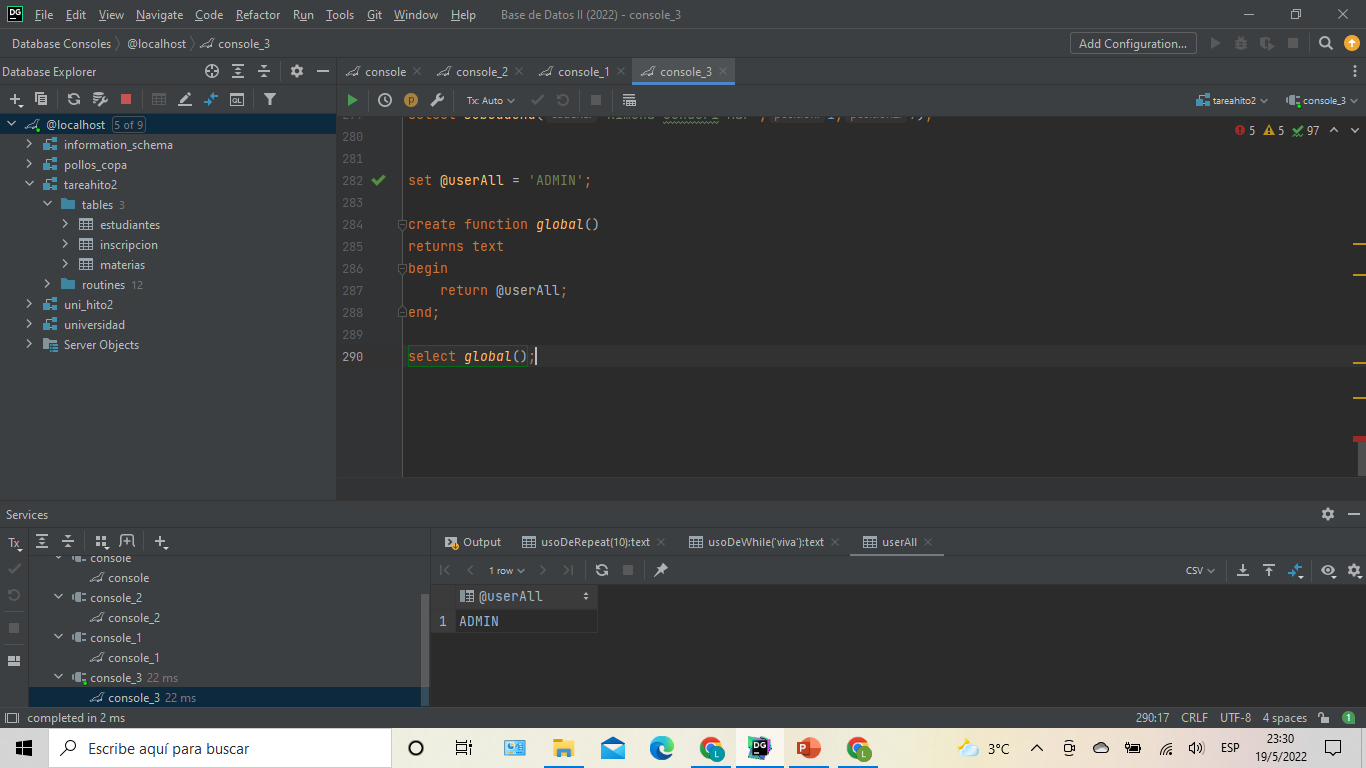 DG File Edit View Navigate Code Refactor Run Tools Git Window Help Base de Datos II (2022) - console_3
Database Consoles @localhost console_3 Add Configuration...
Database Explorer
console console_2 console_1 console_3
Tx: Auto tareahito2 console_3
@localhost 5 of 9
information_schema
pollos_copa
tareahito2
tables 3
estudiantes
inscripcion
materias
routines 12
uni_hito2
universidad
Server Objects
5 5 97
280
281
282 set @userAll = 'ADMIN';
283
284 create function global()
285 returns text
286 begin
287 return @userAll;
288 end;
289
290 select global();
Services
Tx
console
console
console_2
console_2
console_1
console_1
console_3 22 ms
console_3 22 ms
Output usoDeRepeat(10):text usoDeWhile('viva'):text userAll
1 row CSV
@userAll
1 ADMIN
completed in 2 ms 290:17 CRLF UTF-8 4 spaces 1
Escribe aquí para buscar
3°C ESP 23:30
19/5/2022